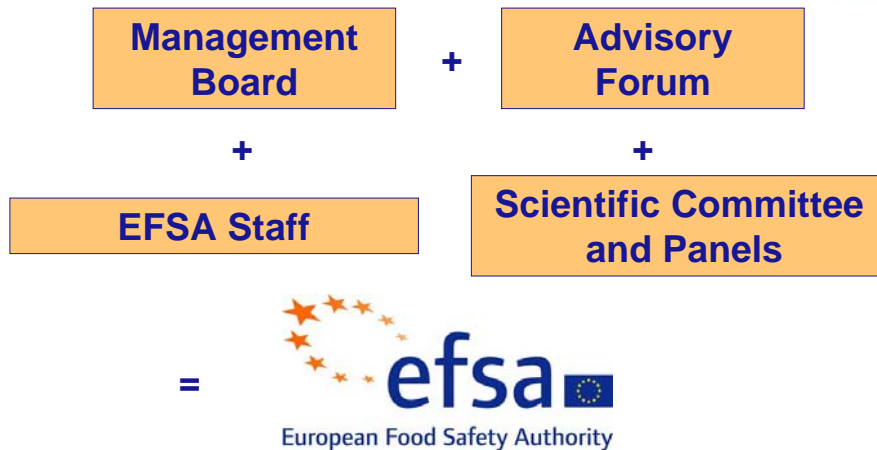 Management
Board
+
Advisory
Forum
+
+
EFSA Staff
Scientific Committee
and Panels
=
efsa
European Food Safety Authority